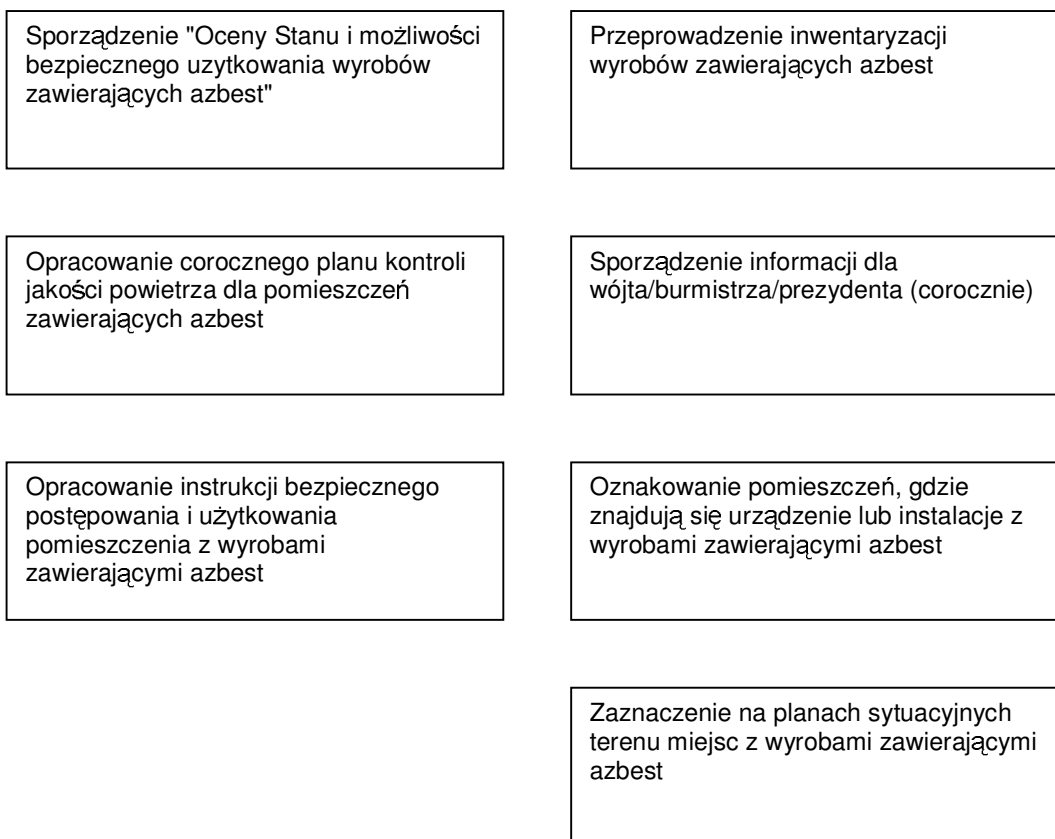 Sporządzenie "Oceny Stanu i możliwości
bezpiecznego uzytkowania wyrobów
zawierających azbest"
Przeprowadzenie inwentaryzacji
wyrobów zawierających azbest
Opracowanie corocznego planu kontroli
jakości powietrza dla pomieszczeń
zawierających azbest
Sporządzenie informacji dla
wójta/burmistrza/prezydenta (corocznie)
Opracowanie instrukcji bezpiecznego
postępowania i użytkowania
pomieszczenia z wyrobami
zawierającymi azbest
Oznakowanie pomieszczeń, gdzie
znajdują się urządzenie lub instalacje z
wyrobami zawierającymi azbest
Zaznaczenie na planach sytuacyjnych
terenu miejsc z wyrobami zawierającymi
azbest